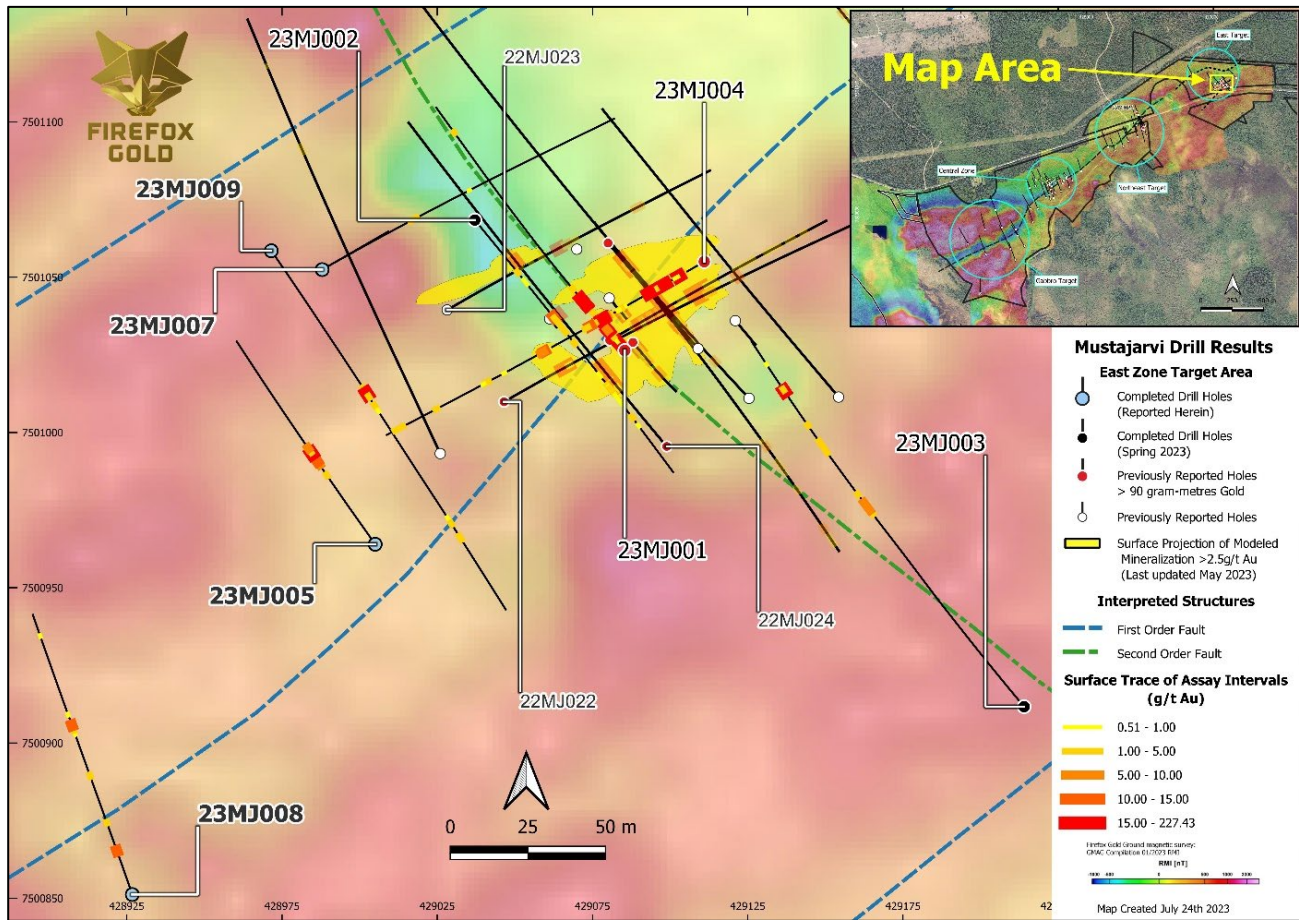 FIREFOX
GOLD
23MJ002
22MJ023
23MJ004
23MJ009
23MJ007
23MJ005
23MJ001
23MJ003
22MJ024
22MJ022
23MJ008
0 25 50 m
7501100
7501050
7501000
7500950
7500900
7500850
428925
428975
429025
429075
429125
429175
Map Area
East Target
Northeast Target
Central Zone
Gabbro Target
Mustajarvi Drill Results
East Zone Target Area
Completed Drill Holes
(Reported Herein)
Completed Drill Holes
(Spring 2023)
Previously Reported Holes
> 90 gram-metres Gold
Previously Reported Holes
Surface Projection of Modeled
Mineralization >2.5g/t Au
(Last updated May 2023)
Interpreted Structures
First Order Fault
Second Order Fault
Surface Trace of Assay Intervals
(g/t Au)
0.51 - 1.00
1.00 - 5.00
5.00 - 10.00
10.00 - 15.00
15.00 - 227.43
Firefox Gold Ground magnetic survey:
GMAC Compilation 01/2023 RMI
RMI [nT]
Map Created July 24th 2023